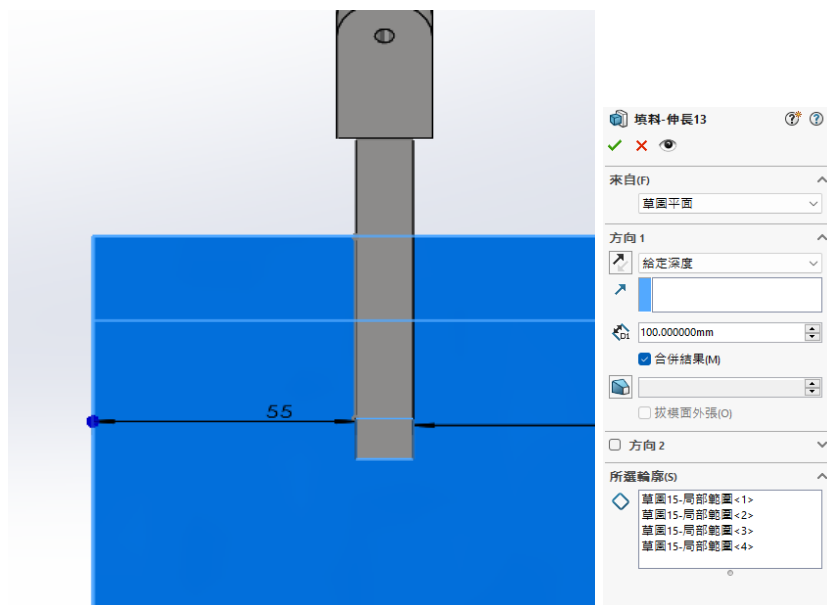 55
填料-伸長13
來自(F)
草圖平面
方向 1
給定深度
D1
100.000000mm
合併結果(M)
拔模面外張(O)
方向 2
所選輪廓(S)
草圖15-局部範圍<1>
草圖15-局部範圍<2>
草圖15-局部範圍<3>
草圖15-局部範圍<4>